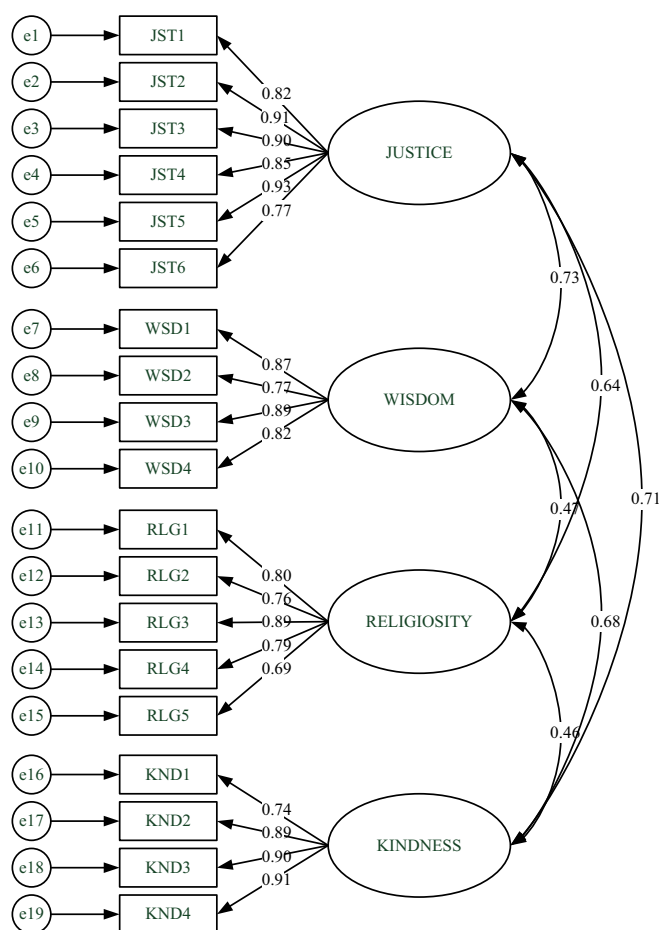 e1 JST1
e2 JST2
e3 JST3
e4 JST4
e5 JST5
e6 JST6
0.82
0.91
0.90
0.85
0.93
0.77
JUSTICE
e7 WSD1
e8 WSD2
e9 WSD3
e10 WSD4
0.87
0.77
0.89
0.82
WISDOM
e11 RLG1
e12 RLG2
e13 RLG3
e14 RLG4
e15 RLG5
0.80
0.76
0.89
0.79
0.69
RELIGIOSITY
e16 KND1
e17 KND2
e18 KND3
e19 KND4
0.74
0.89
0.90
0.91
KINDNESS
0.73
0.64
0.71
0.47
0.68
0.46